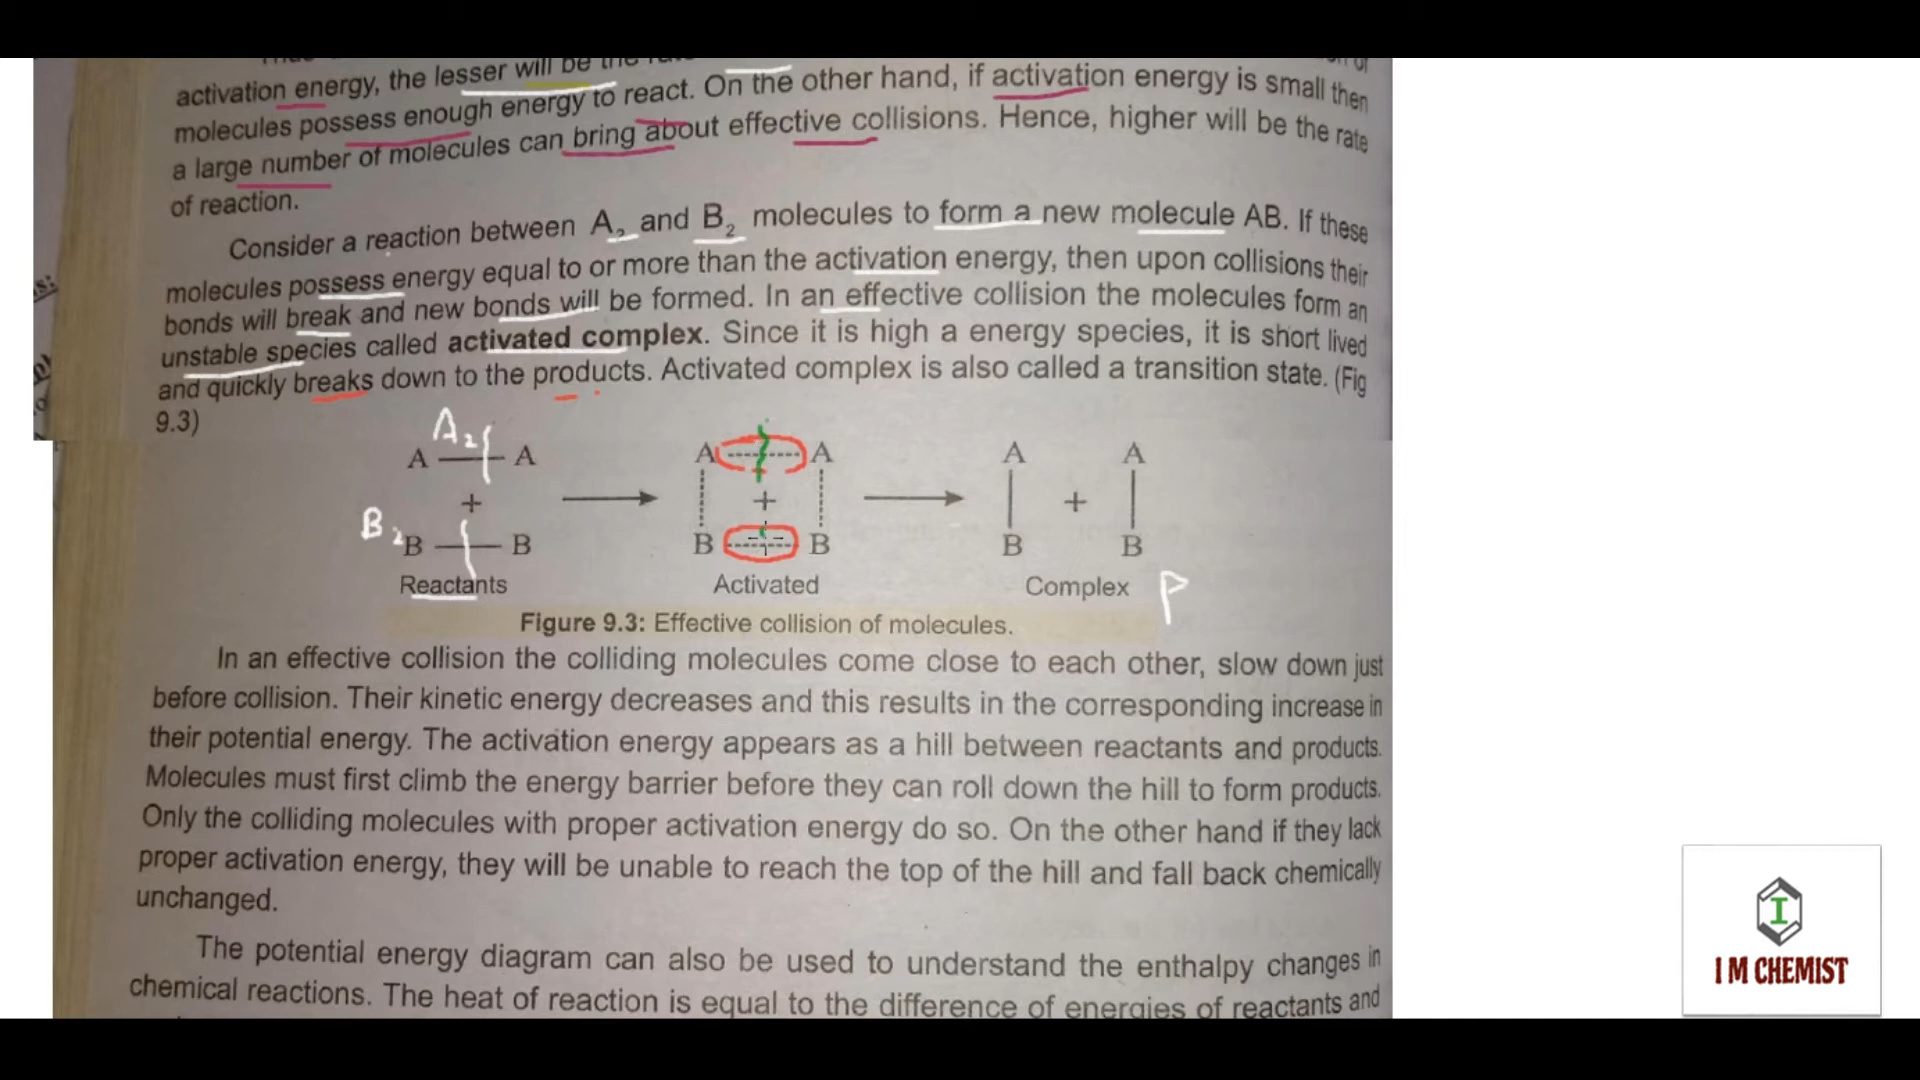 activation energy, the lesser will be the
molecules possess enough energy to react. On the other hand, if activation energy is small then
a large number of molecules can bring about effective collisions. Hence, higher will be the rate
of reaction.
Consider a reaction between A₂ and B₂ molecules to form a new molecule AB. If these
molecules possess energy equal to or more than the activation energy, then upon collisions their
bonds will break and new bonds will be formed. In an effective collision the molecules form an
unstable species called activated complex. Since it is high a energy species, it is short lived
and quickly breaks down to the products. Activated complex is also called a transition state. (Fig
9.3)
A₂
A A A A A A
+ + +
B₂
B B B B B B
Reactants Activated Complex P
Figure 9.3: Effective collision of molecules.
In an effective collision the colliding molecules come close to each other, slow down just
before collision. Their kinetic energy decreases and this results in the corresponding increase in
their potential energy. The activation energy appears as a hill between reactants and products.
Molecules must first climb the energy barrier before they can roll down the hill to form products.
Only the colliding molecules with proper activation energy do so. On the other hand if they lack
proper activation energy, they will be unable to reach the top of the hill and fall back chemically
unchanged.
The potential energy diagram can also be used to understand the enthalpy changes in
chemical reactions. The heat of reaction is equal to the difference of energies of reactants and
I
I M CHEMIST